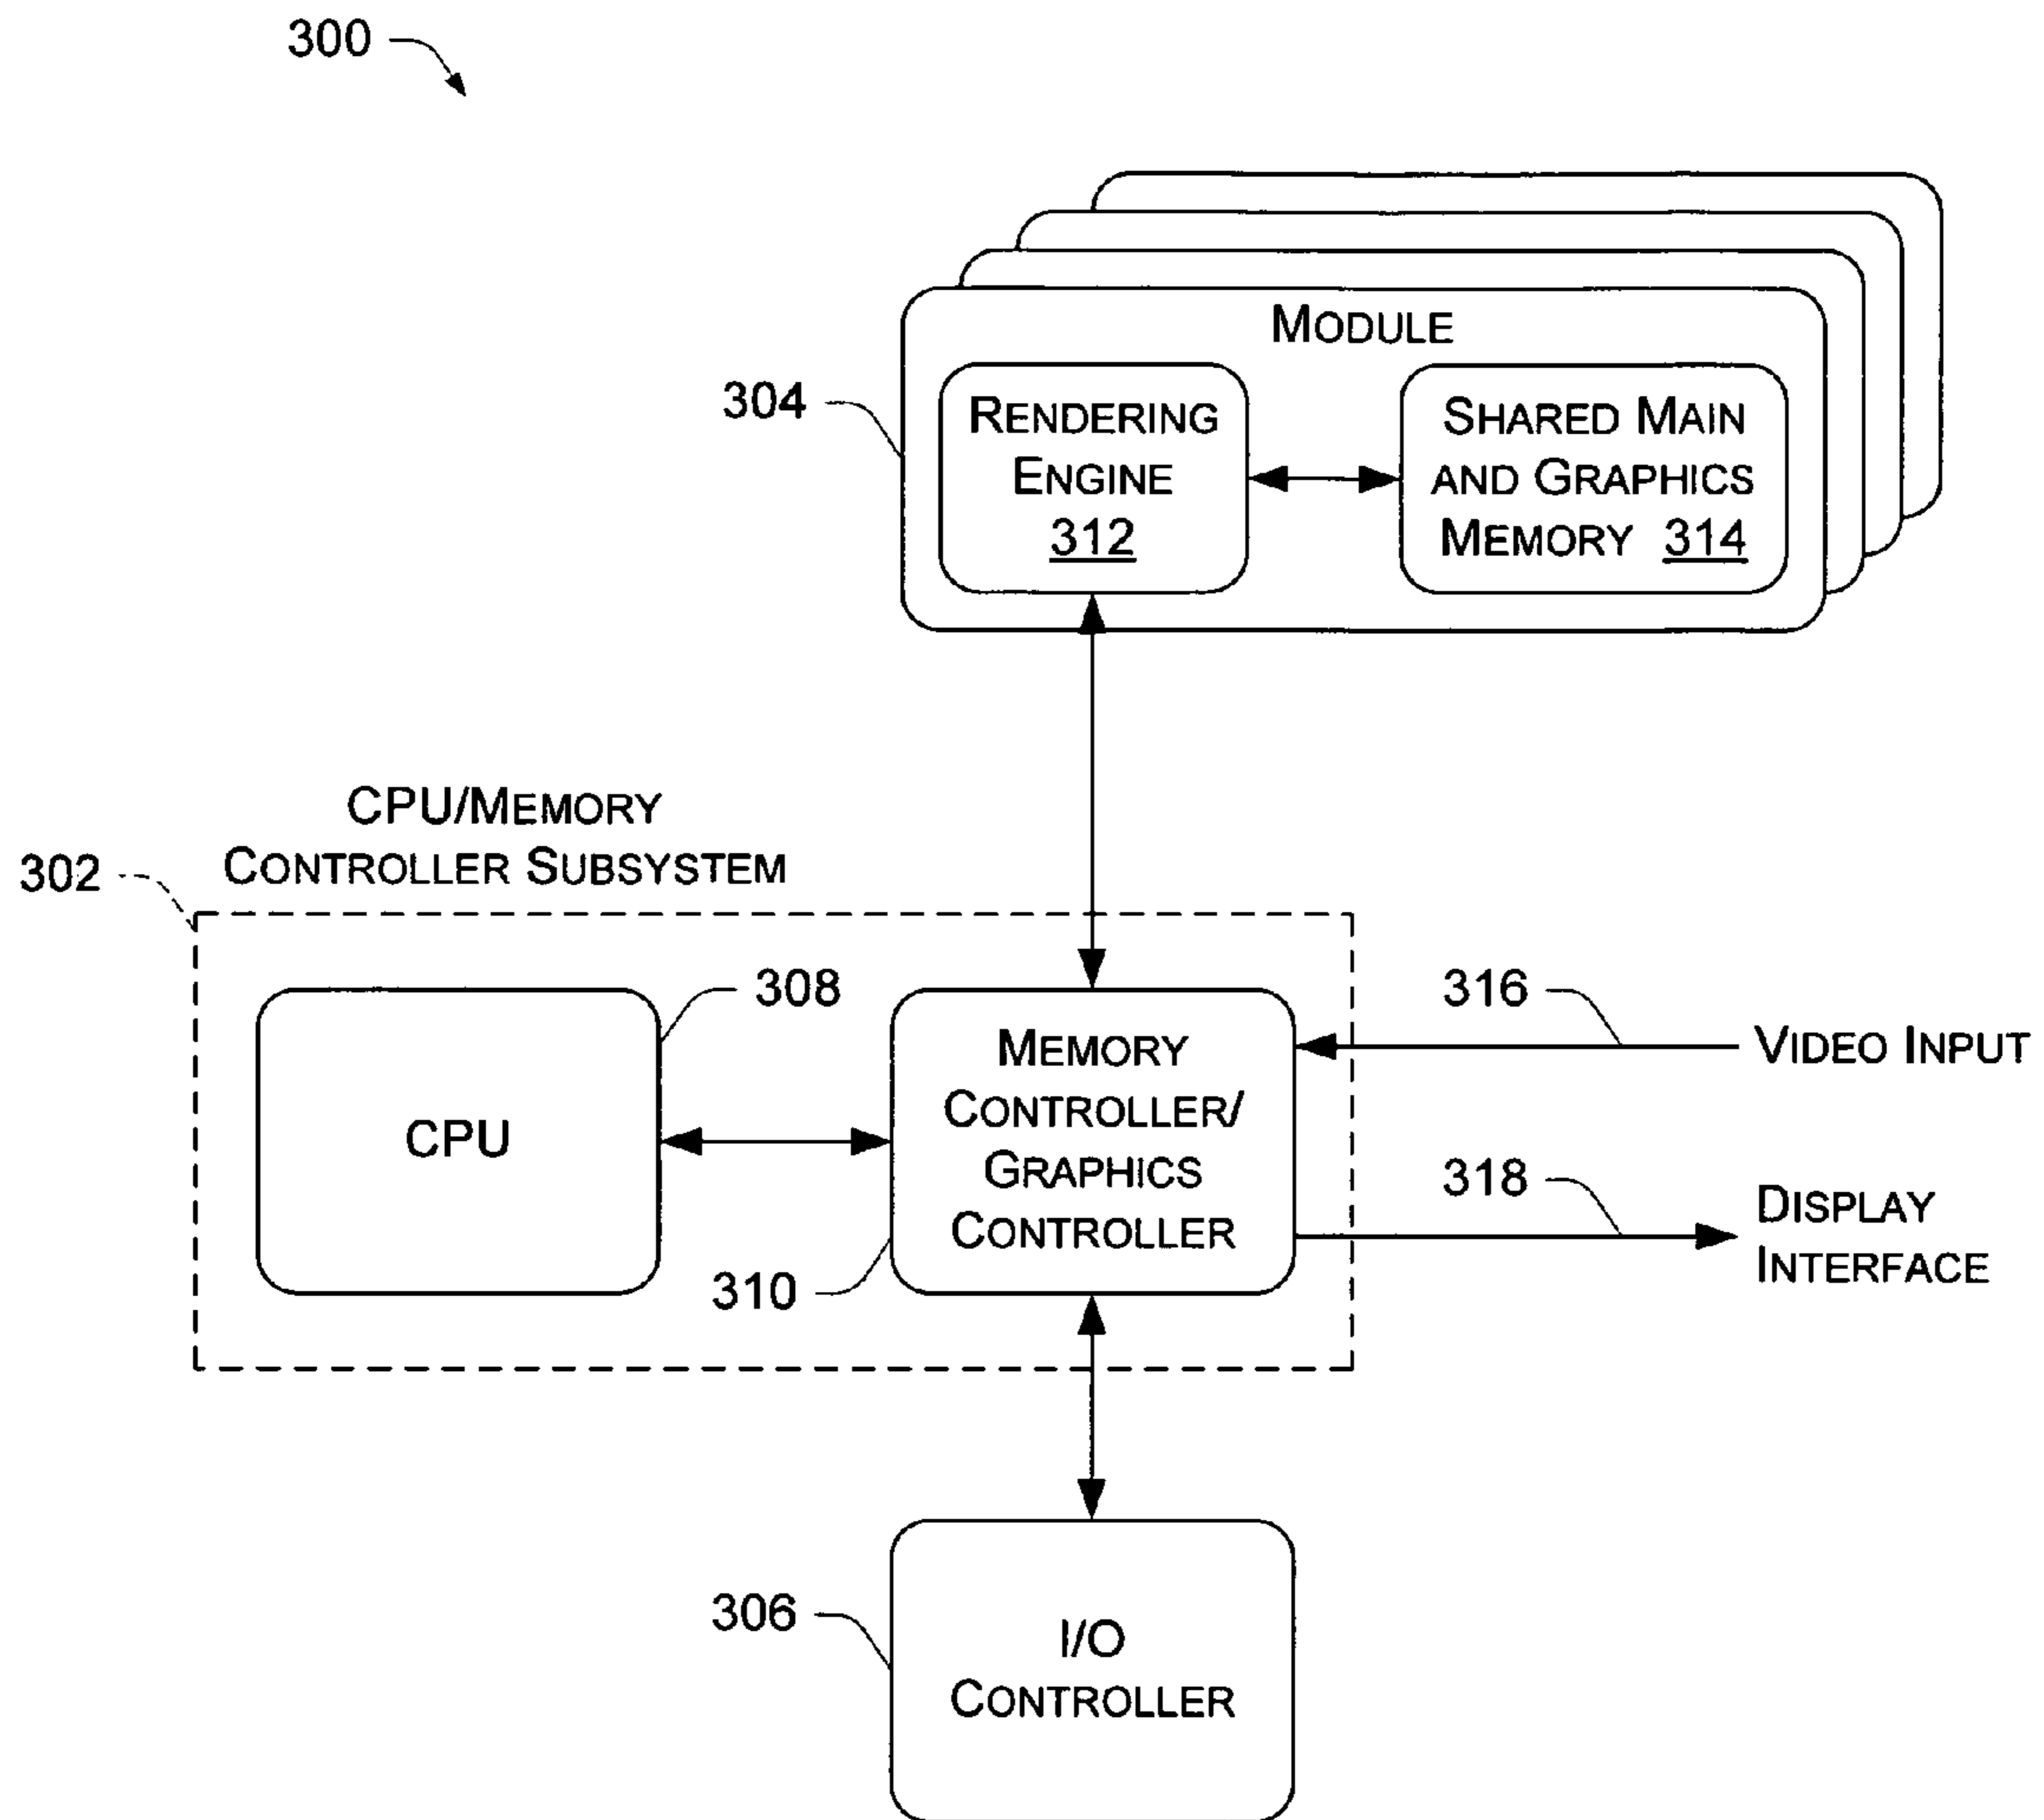 300
MODULE
304
RENDERING
ENGINE
312
SHARED MAIN
AND GRAPHICS
MEMORY 314
CPU/MEMORY
CONTROLLER SUBSYSTEM
302
308
CPU
MEMORY
CONTROLLER/
GRAPHICS
CONTROLLER
310
316
VIDEO INPUT
318
DISPLAY
INTERFACE
306
I/O
CONTROLLER